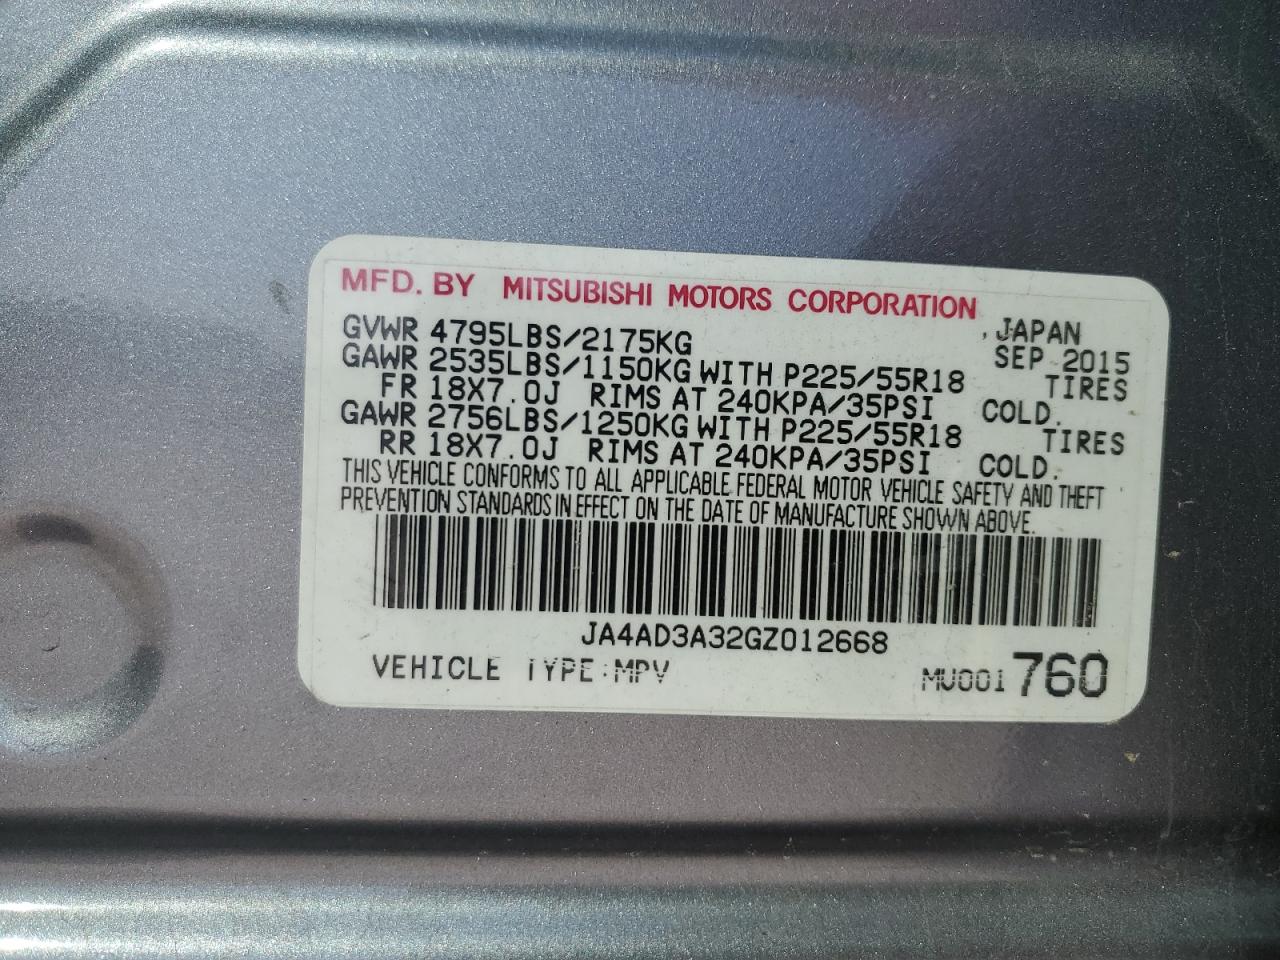 MFD. BY MITSUBISHI MOTORS CORPORATION
GVWR 4795LBS/2175KG JAPAN
SEP 2015
GAWR 2535LBS/1150KG WITH P225/55R18 TIRES
FR 18X7.0J RIMS AT 240KPA/35PSI COLD.
GAWR 2756LBS/1250KG WITH P225/55R18 TIRES
RR 18X7.0J RIMS AT 240KPA/35PSI COLD.
THIS VEHICLE CONFORMS TO ALL APPLICABLE FEDERAL MOTOR VEHICLE SAFETY AND THEFT
PREVENTION STANDARDS IN EFFECT ON THE DATE OF MANUFACTURE SHOWN ABOVE.
JA4AD3A32GZ012668
VEHICLE TYPE:MPV MU001760